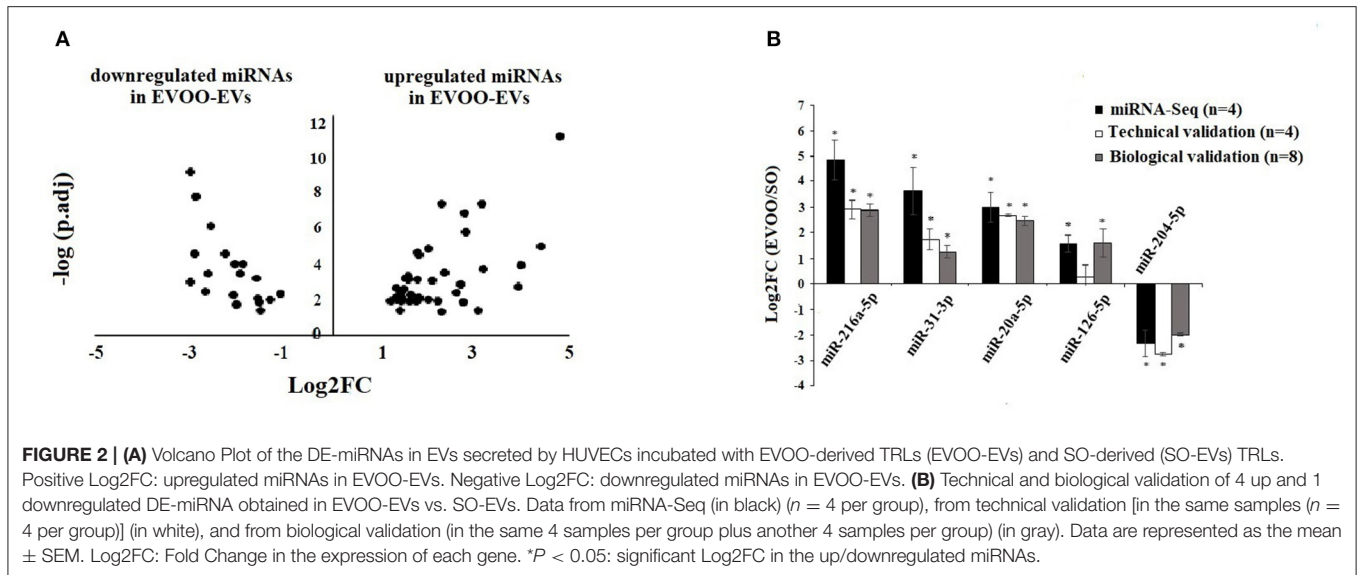 A
downregulated miRNAs
in EVOO-EVs
upregulated miRNAs
in EVOO-EVs
-log (p.adj)
12
10
8
6
4
2
0
-5
-3
-1
1
3
5
Log2FC
B
miRNA-Seq (n=4)
Technical validation (n=4)
Biological validation (n=8)
Log2FC (EVOO/SO)
7
6
5
4
3
2
1
0
-1
-2
-3
-4
* * *
* * *
* * *
* *
* * *
miR-216a-5p
miR-31-3p
miR-20a-5p
miR-126-5p
miR-204-5p
FIGURE 2 | (A) Volcano Plot of the DE-miRNAs in EVs secreted by HUVECs incubated with EVOO-derived TRLs (EVOO-EVs) and SO-derived (SO-EVs) TRLs.
Positive Log2FC: upregulated miRNAs in EVOO-EVs. Negative Log2FC: downregulated miRNAs in EVOO-EVs. (B) Technical and biological validation of 4 up and 1
downregulated DE-miRNA obtained in EVOO-EVs vs. SO-EVs. Data from miRNA-Seq (in black) (n = 4 per group), from technical validation [in the same samples (n =
4 per group)] (in white), and from biological validation (in the same 4 samples per group plus another 4 samples per group) (in gray). Data are represented as the mean
± SEM. Log2FC: Fold Change in the expression of each gene. *P < 0.05: significant Log2FC in the up/downregulated miRNAs.